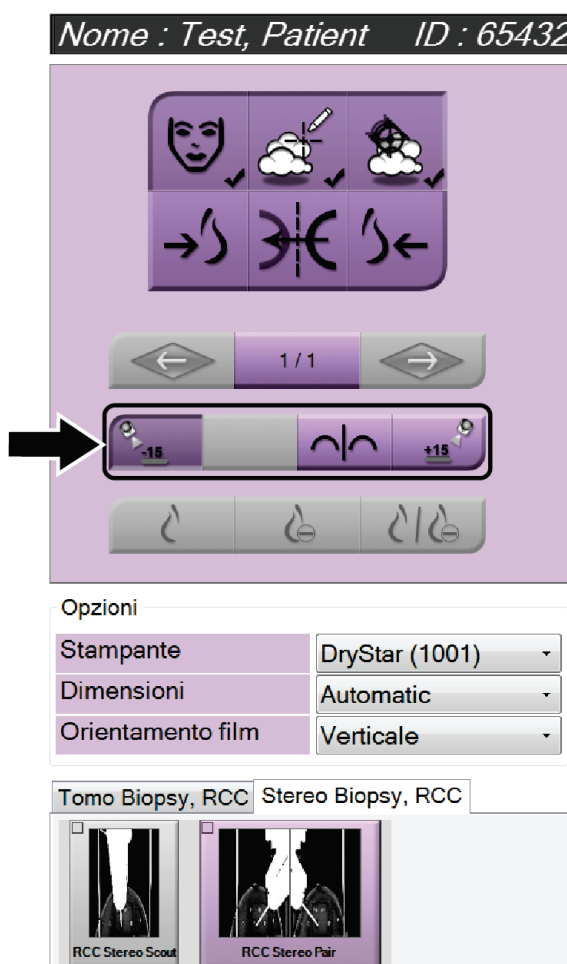 Nome : Test, Patient ID : 65432
1 / 1
-15 +15
Opzioni
Stampante DryStar (1001)
Dimensioni Automatic
Orientamento film Verticale
Tomo Biopsy, RCC Stereo Biopsy, RCC
RCC Stereo Scout RCC Stereo Pair